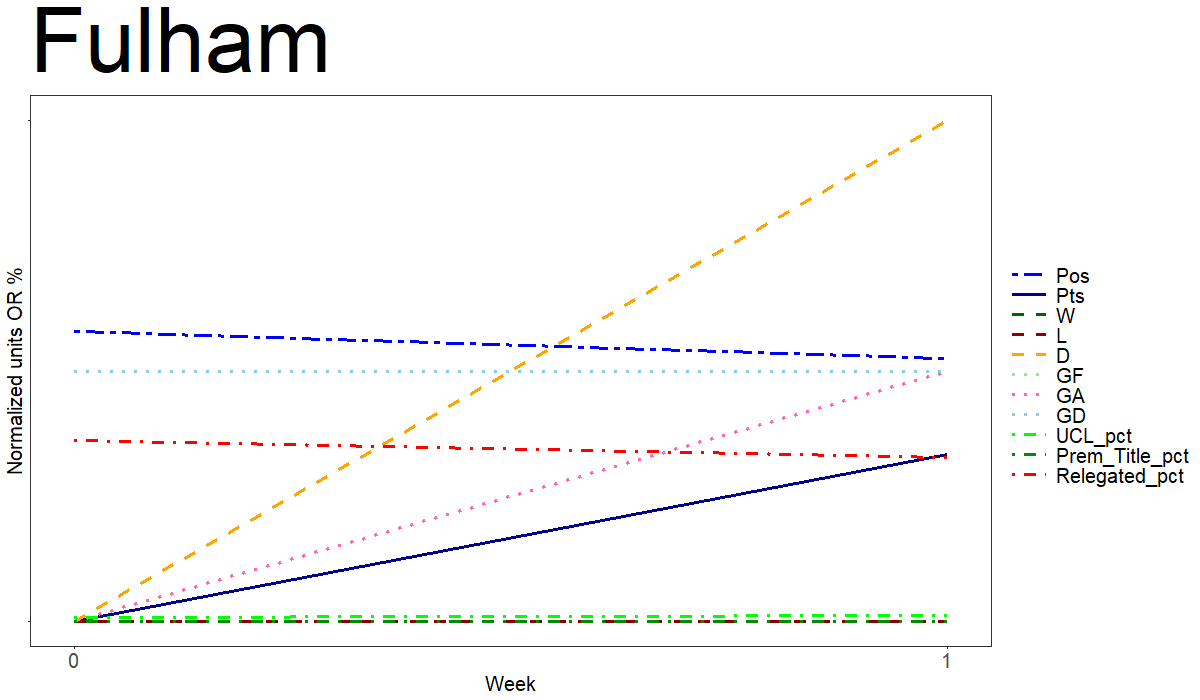 Fulham
Normalized units OR %
Pos
Pts
W
L
D
GF
GA
GD
UCL_pct
Prem_Title_pct
Relegated_pct
0
1
Week